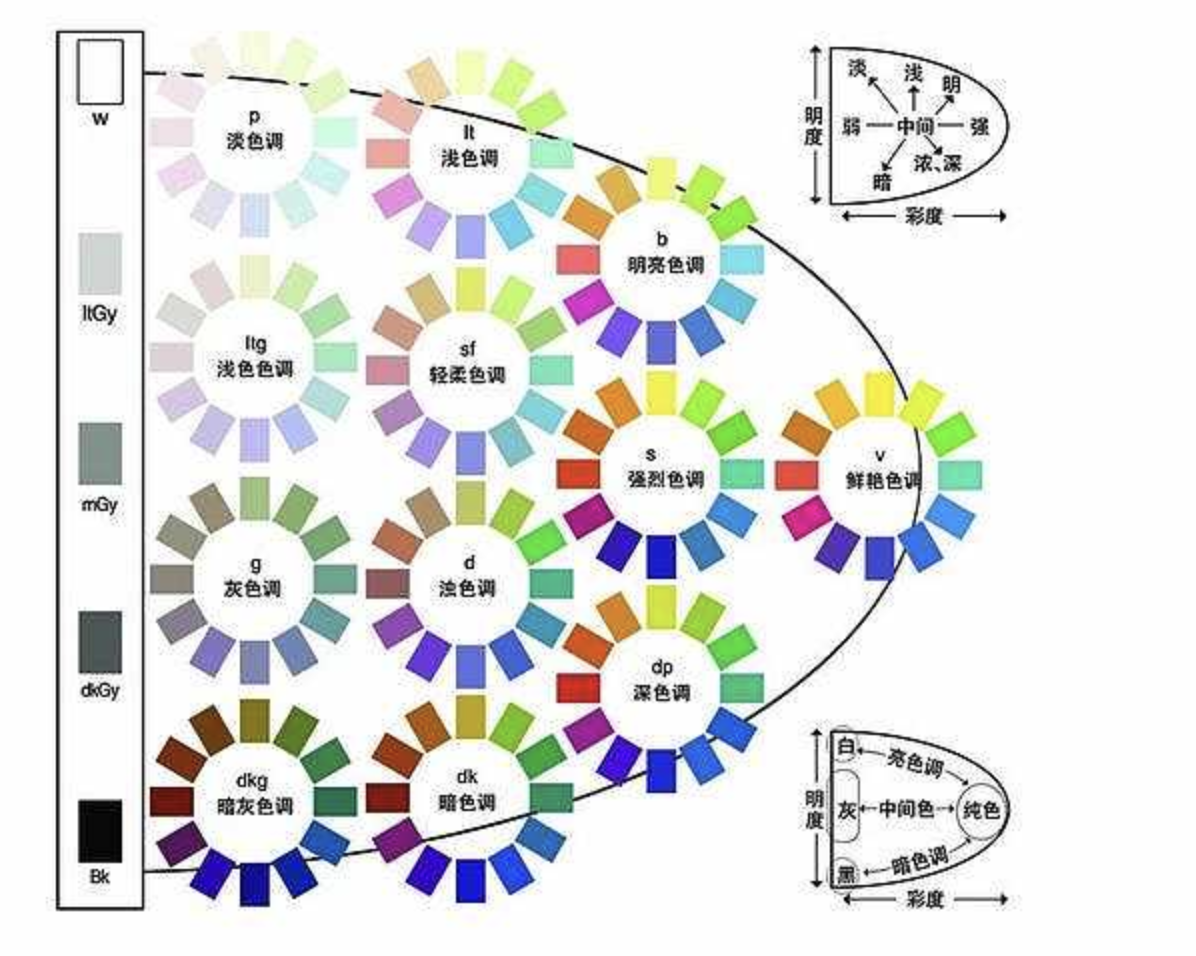 W
ltGy
mGy
dkGy
Bk
p
淡色调
lt
浅色调
b
明亮色调
ltg
浅色色调
sf
轻柔色调
s
强烈色调
v
鲜艳色调
g
灰色调
d
浊色调
dp
深色调
dkg
暗灰色调
dk
暗色调
明度
淡
浅
明
弱
中间
强
浓、深
暗
彩度
明度
白
亮色调
灰
中间色
纯色
暗色调
黑
彩度